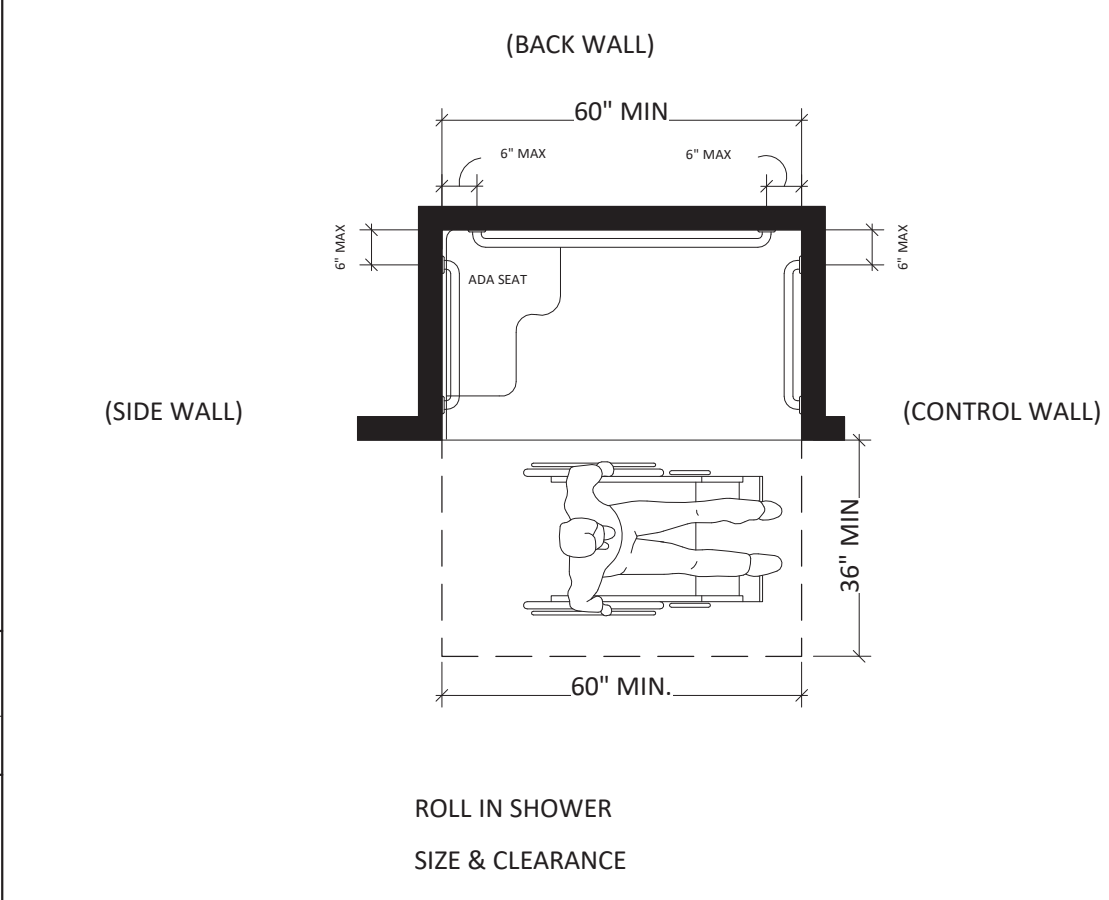 (BACK WALL)
60" MIN
6" MAX
6" MAX
6" MAX
6" MAX
ADA SEAT
(SIDE WALL)
(CONTROL WALL)
36" MIN
60" MIN.
ROLL IN SHOWER
SIZE & CLEARANCE